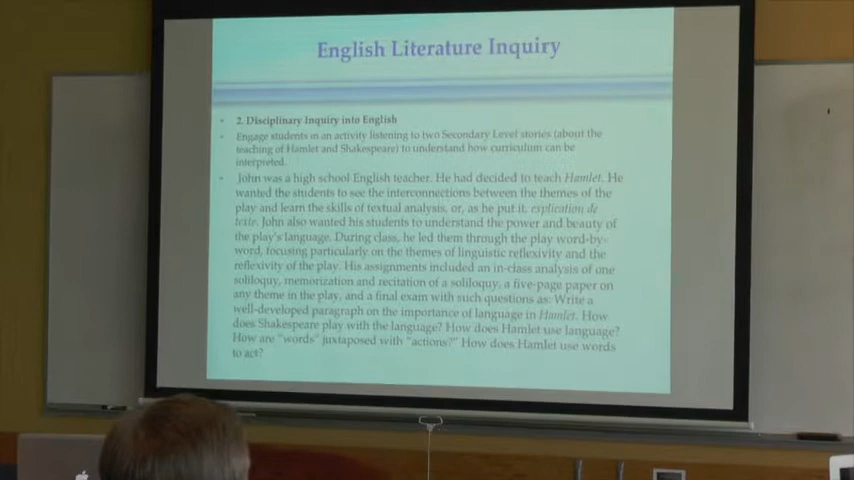 English Literature Inquiry
2. Disciplinary Inquiry into English
Engage students in an activity listening to two Secondary Level stories (about the
teaching of Hamlet and Shakespeare) to understand how curriculum can be
interpreted.
John was a high school English teacher. He had decided to teach Hamlet. He
wanted the students to see the interconnections between the themes of the
play and learn the skills of textual analysis, or, as he put it, explication de
texte. John also wanted his students to understand the power and beauty of
the play's language. During class, he led them through the play word-by-
word, focusing particularly on the themes of linguistic reflexivity and the
reflexivity of the play. His assignments included an in-class analysis of one
soliloquy, memorization and recitation of a soliloquy, a five-page paper on
any theme in the play, and a final exam with such questions as: Write a
well-developed paragraph on the importance of language in Hamlet. How
does Shakespeare play with the language? How does Hamlet use language?
How are "words" juxtaposed with "actions?" How does Hamlet use words
to act?